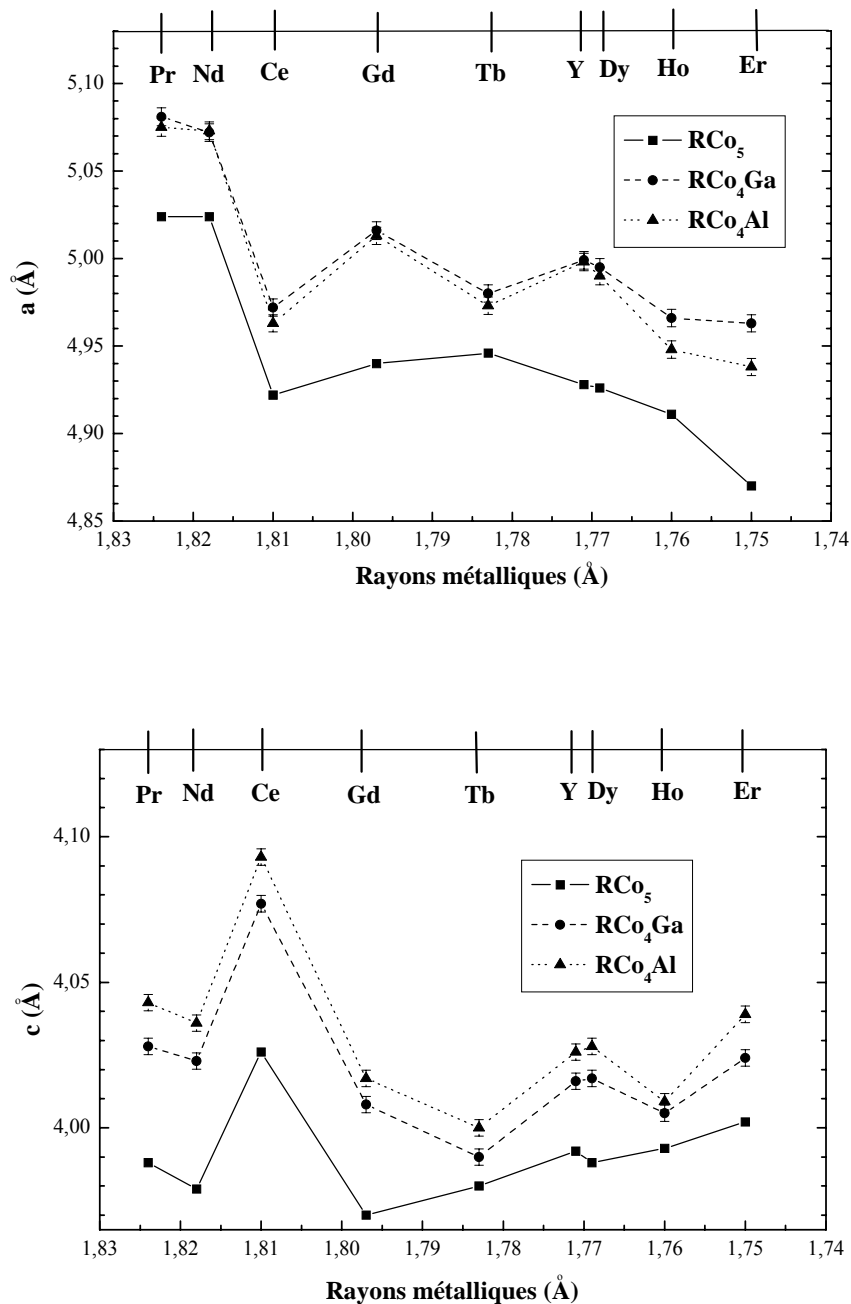 Pr Nd Ce Gd Tb Y Dy Ho Er
5,10
5,05
5,00
4,95
4,90
4,85
a (Å)
RCo₅
RCo₄Ga
RCo₄Al
1,83 1,82 1,81 1,80 1,79 1,78 1,77 1,76 1,75 1,74
Rayons métalliques (Å)
Pr Nd Ce Gd Tb Y Dy Ho Er
4,10
4,05
4,00
c (Å)
RCo₅
RCo₄Ga
RCo₄Al
1,83 1,82 1,81 1,80 1,79 1,78 1,77 1,76 1,75 1,74
Rayons métalliques (Å)